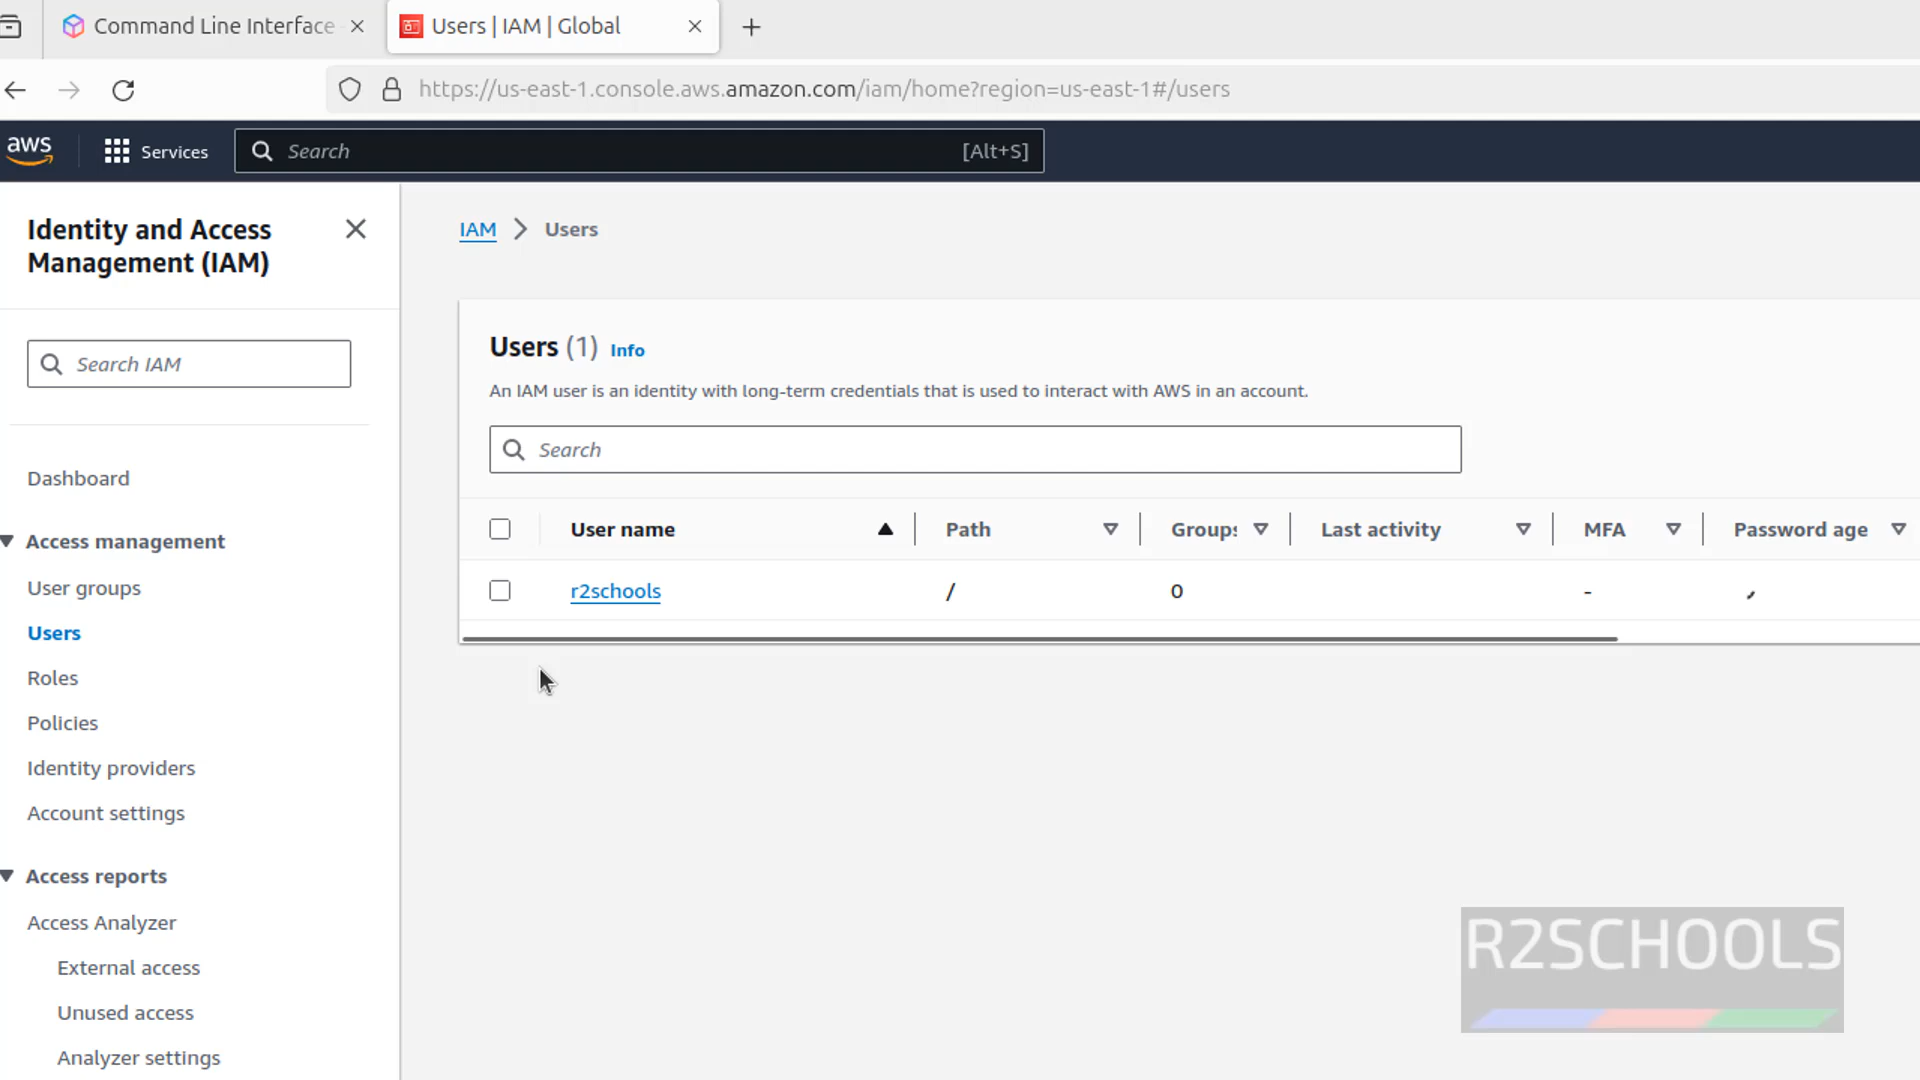 Command Line Interface
Users | IAM | Global
https://us-east-1.console.aws.amazon.com/iam/home?region=us-east-1#/users
aws
Services
Search
[Alt+S]
Identity and Access
Management (IAM)
Search IAM
Dashboard
Access management
User groups
Users
Roles
Policies
Identity providers
Account settings
Access reports
Access Analyzer
External access
Unused access
Analyzer settings
IAM
Users
Users (1) Info
An IAM user is an identity with long-term credentials that is used to interact with AWS in an account.
Search
User name Path Groups Last activity MFA Password age
r2schools / 0 -
R2SCHOOLS